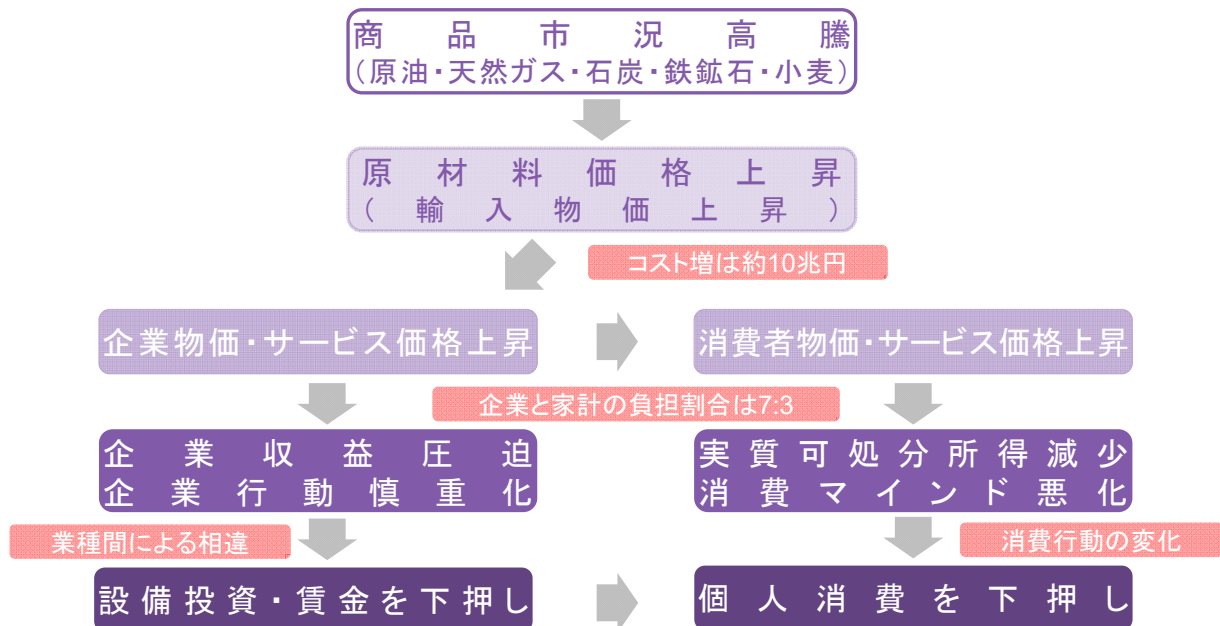 商品市況高騰
（原油・天然ガス・石炭・鉄鉱石・小麦）
原材料価格上昇
（輸入物価上昇）
コスト増は約10兆円
企業物価・サービス価格上昇
消費者物価・サービス価格上昇
企業と家計の負担割合は7:3
企業収益圧迫
企業行動慎重化
実質可処分所得減少
消費マインド悪化
業種間による相違
消費行動の変化
設備投資・賃金を下押し
個人消費を下押し